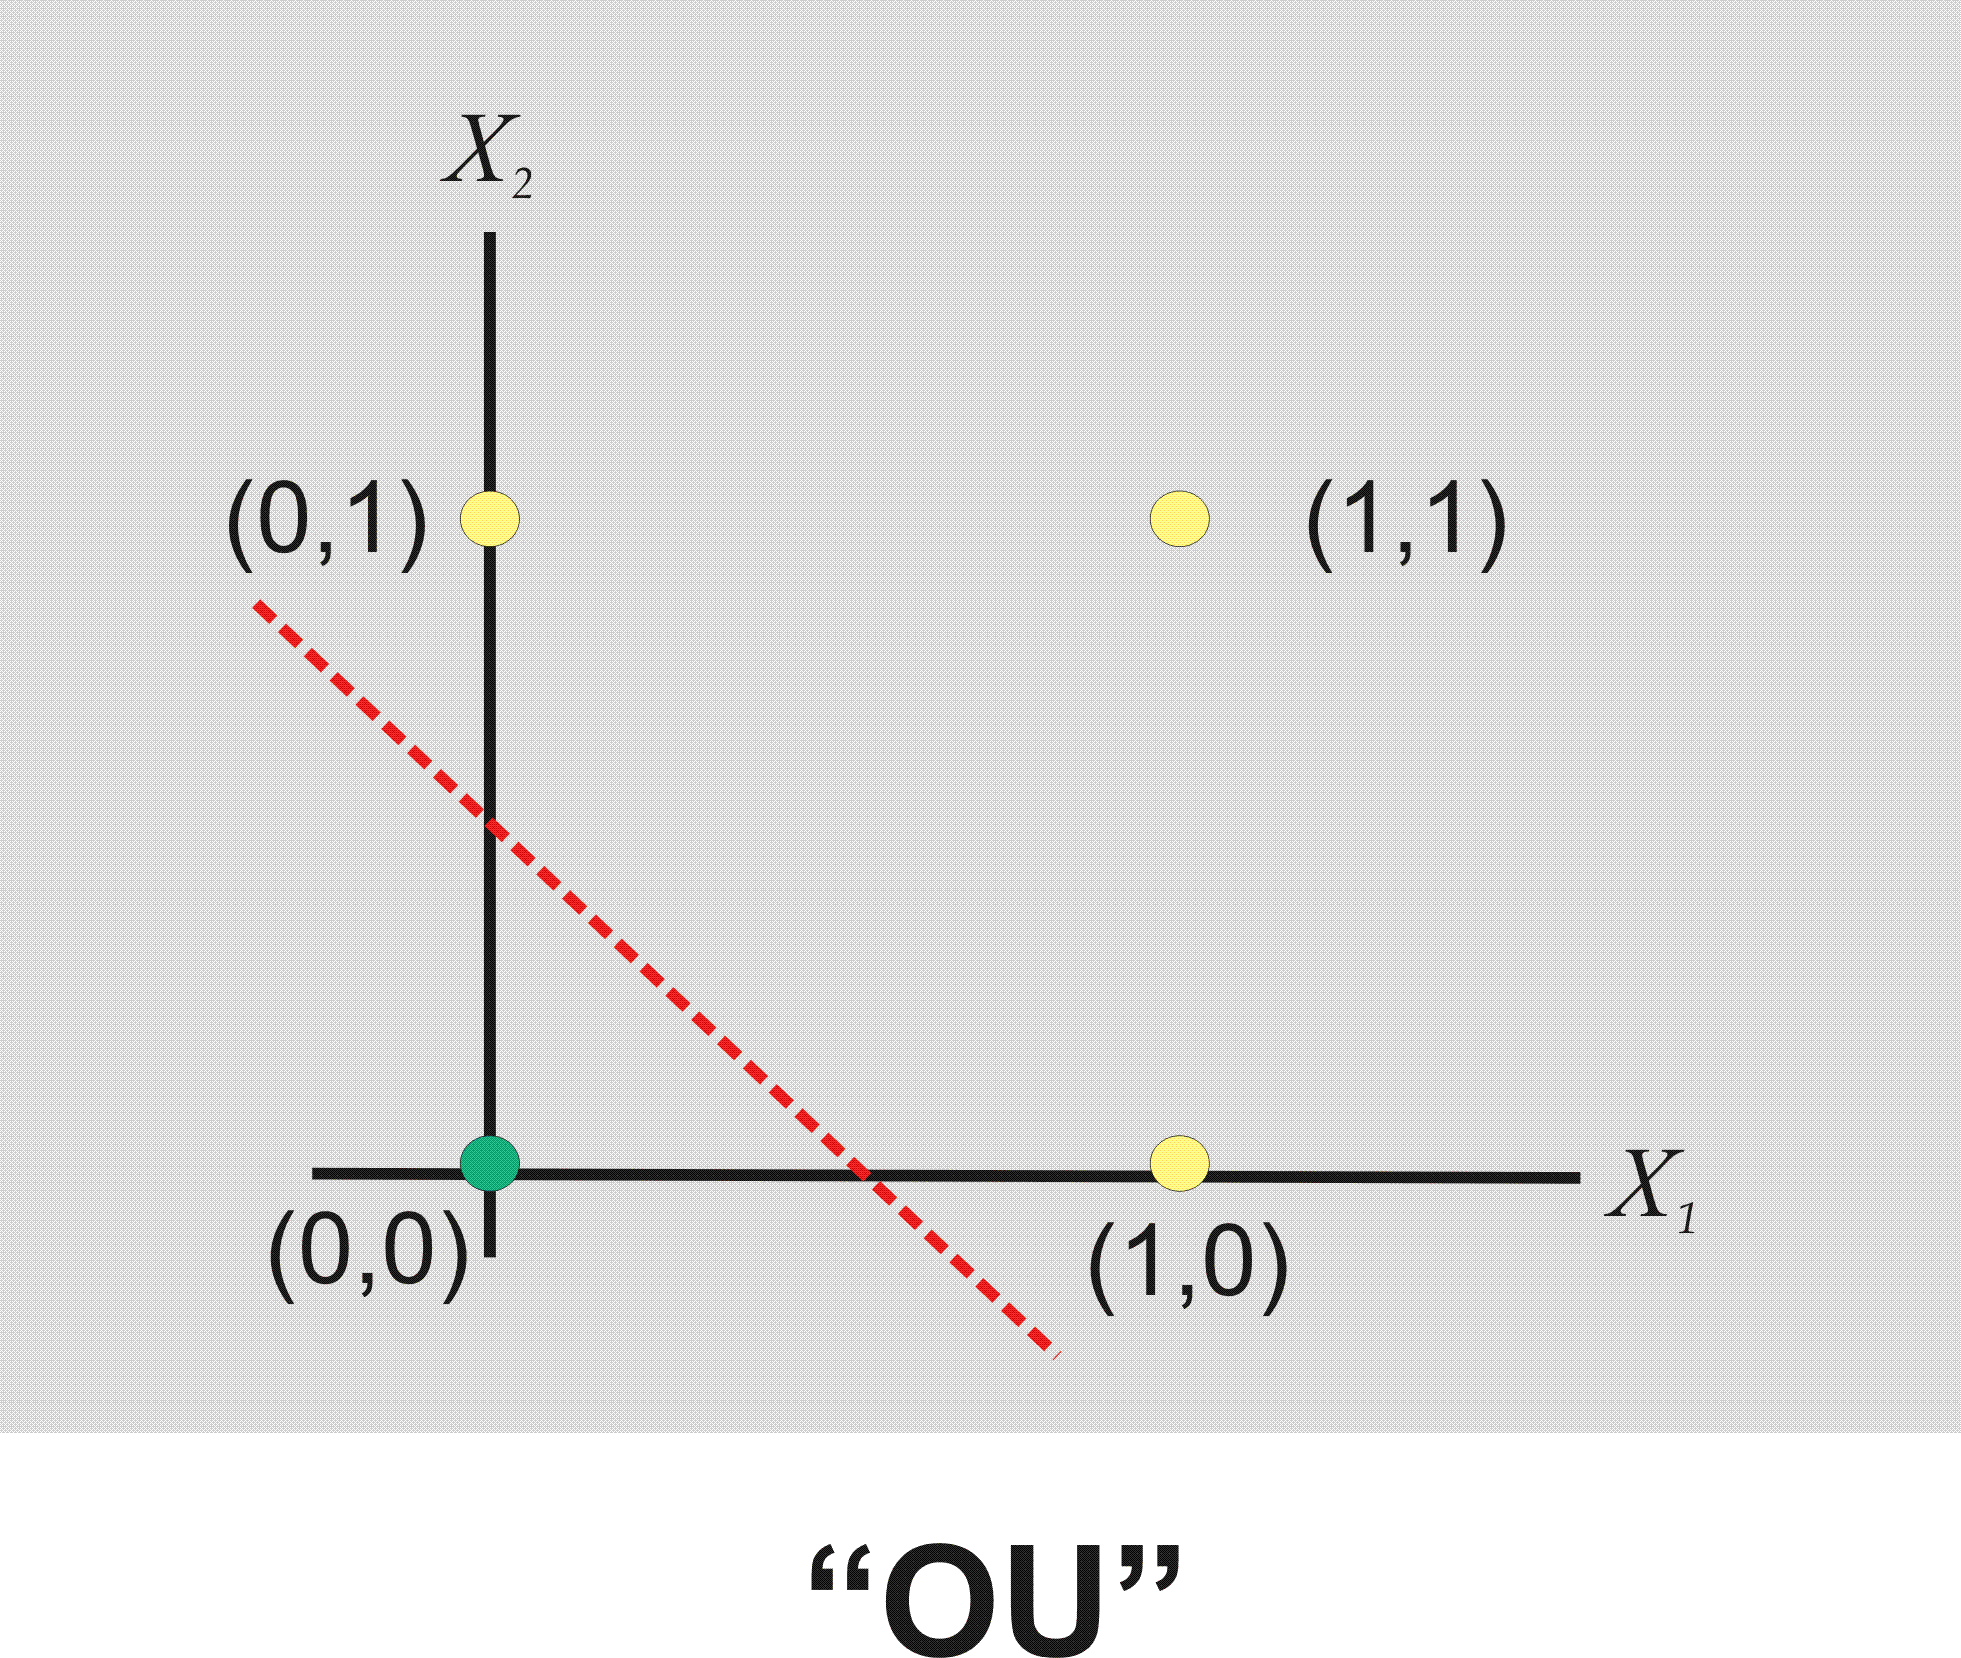 X₂
(0,1) (1,1)
X₁
(0,0) (1,0)
“OU”